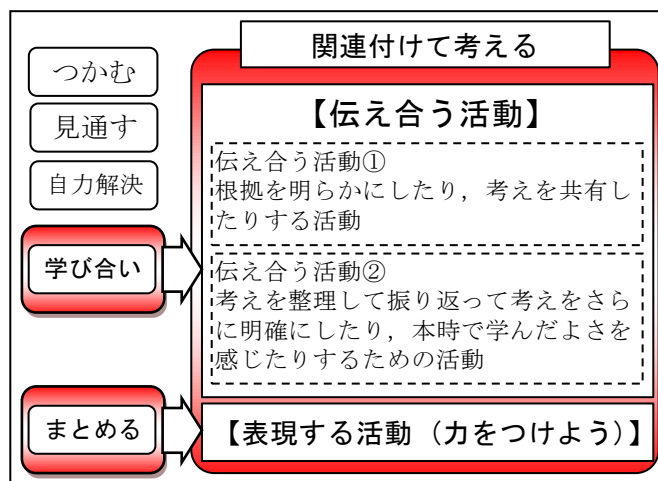 つかむ
見通す
自力解決
学び合い
まとめる
関連付けて考える
【伝え合う活動】
伝え合う活動①
根拠を明らかにしたり，考えを共有し
たりする活動
伝え合う活動②
考えを整理して振り返って考えをさら
に明確にしたり，本時で学んだよさを
感じたりするための活動
【表現する活動（力をつけよう）】